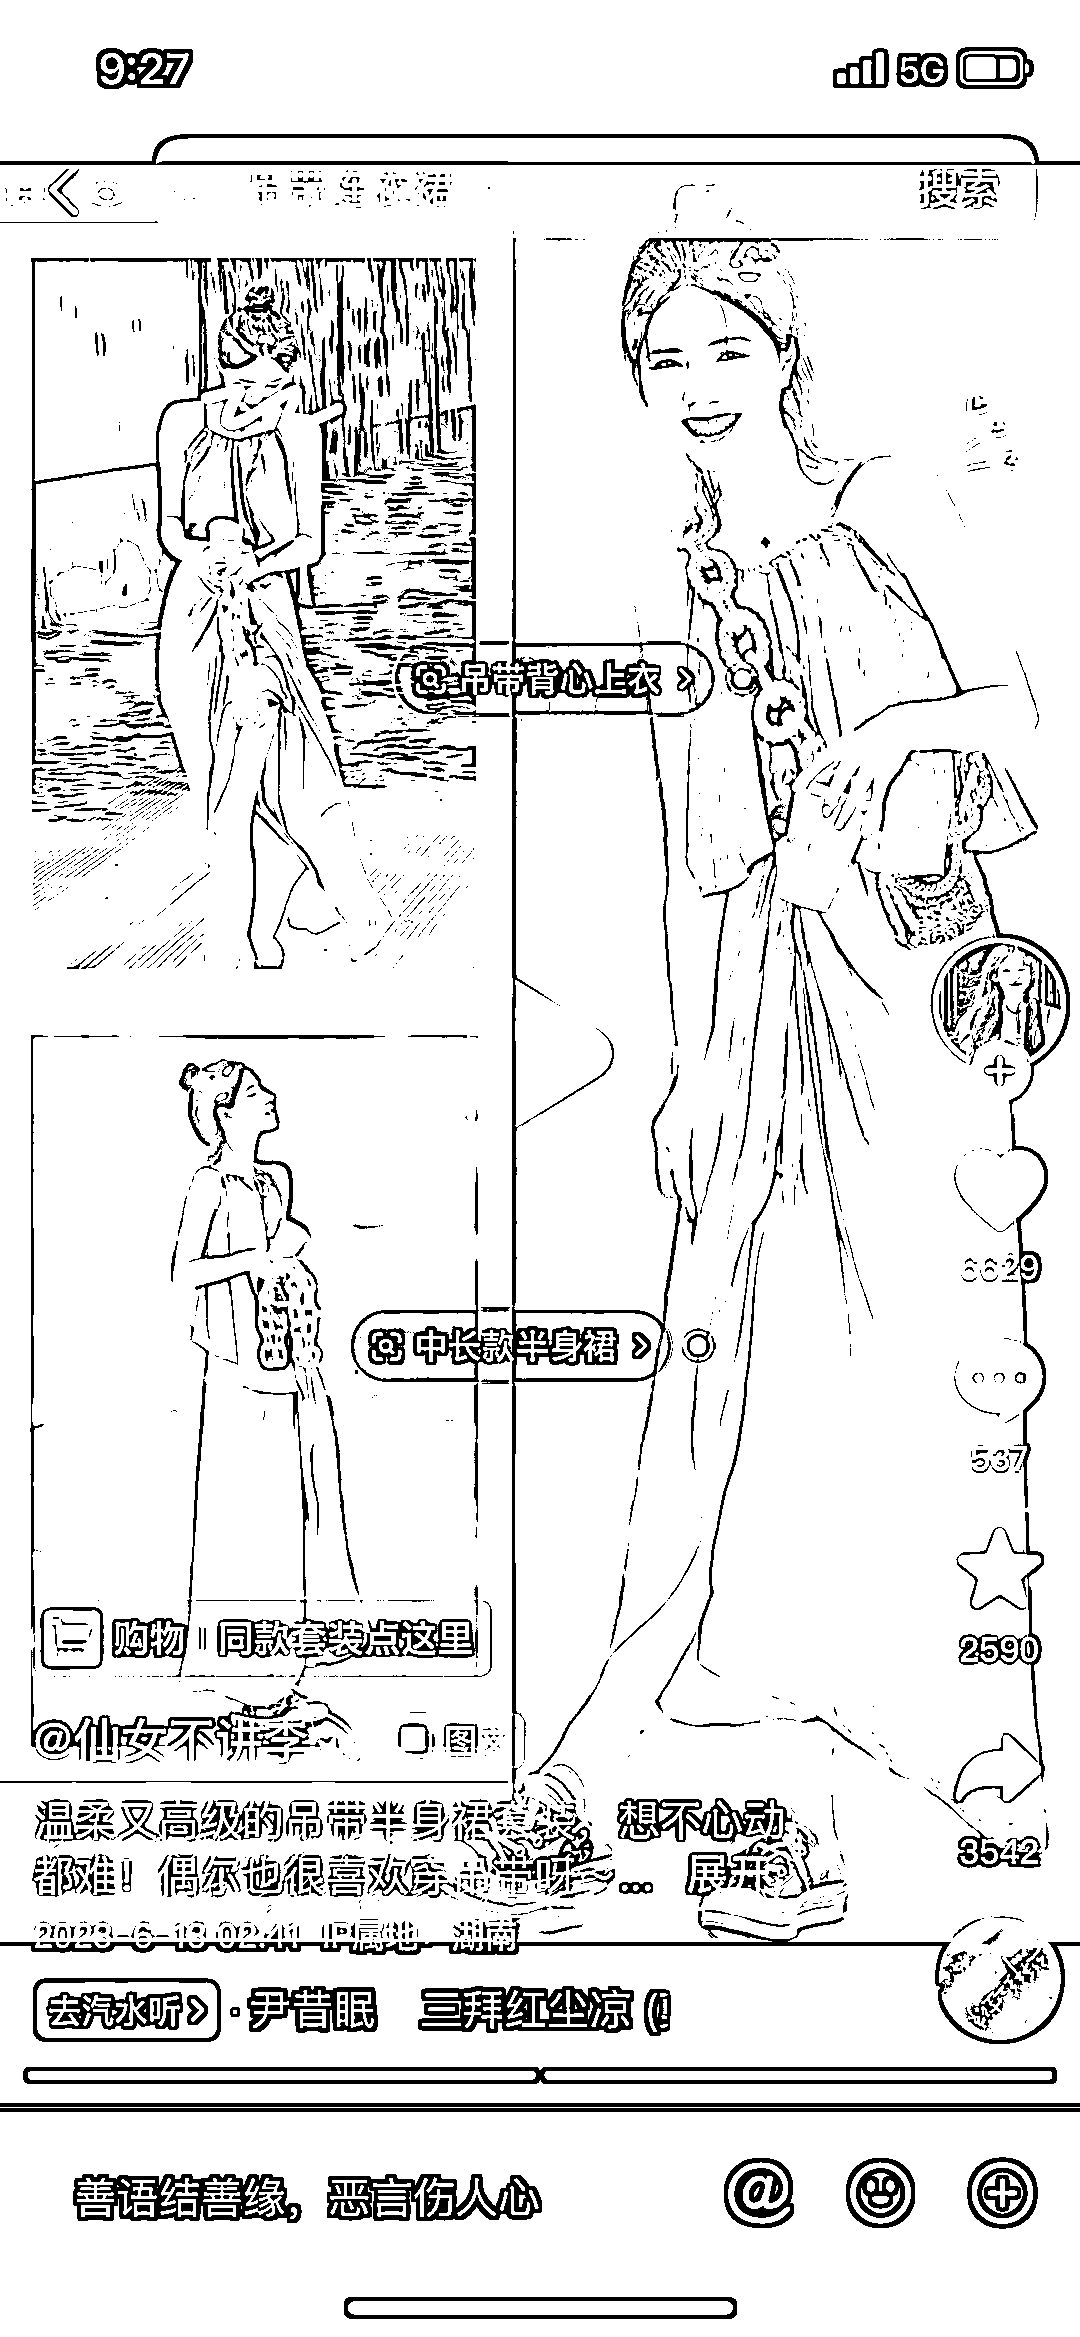 9:27
5G
吊带连衣裙
搜索
吊带背心上衣
6629
中长款半身裙
537
购物 | 同款套装点这里
2590
@仙女不讲李
图文
温柔又高级的吊带半身裙套装, 想不心动
都难！偶尔也很喜欢穿吊带呀 ... 展开
3542
2023-6-13 02:41 IP属地：湖南
去汽水听 · 尹昔眠 三拜红尘凉 (
善语结善缘，恶言伤人心